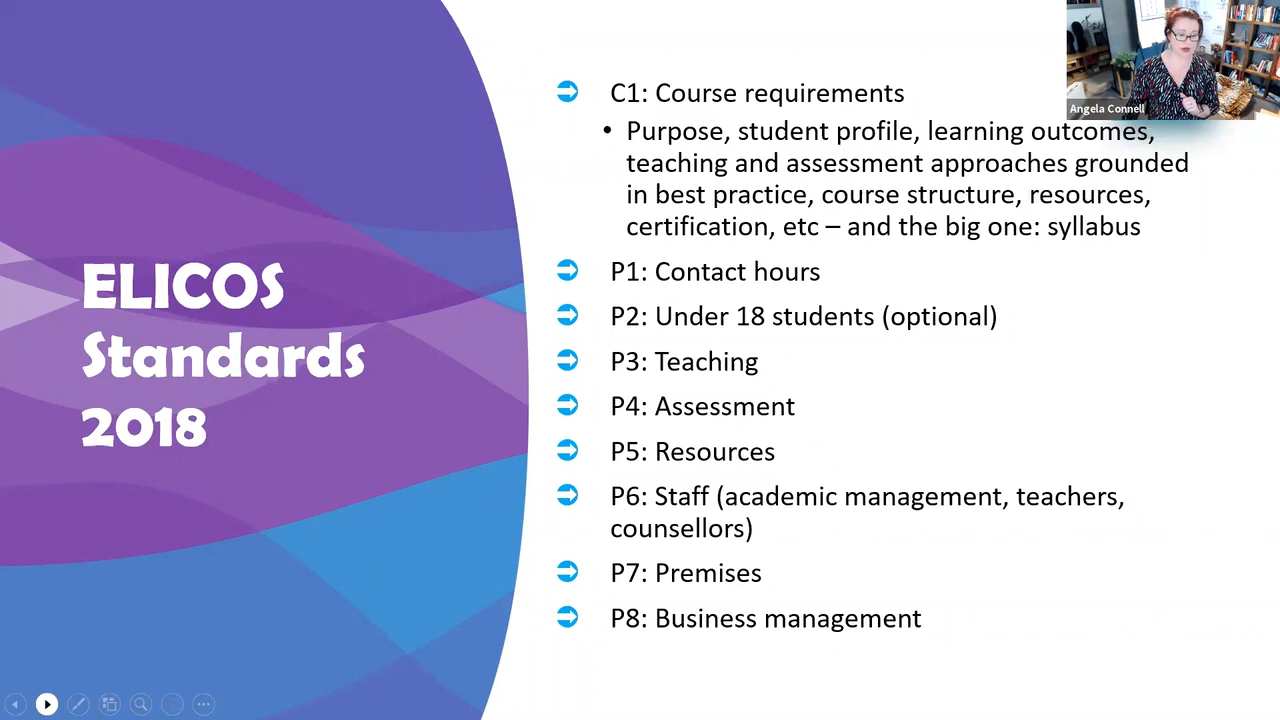 ELICOS
Standards
2018
C1: Course requirements
• Purpose, student profile, learning outcomes,
teaching and assessment approaches grounded
in best practice, course structure, resources,
certification, etc – and the big one: syllabus
P1: Contact hours
P2: Under 18 students (optional)
P3: Teaching
P4: Assessment
P5: Resources
P6: Staff (academic management, teachers,
counsellors)
P7: Premises
P8: Business management
Angela Connell